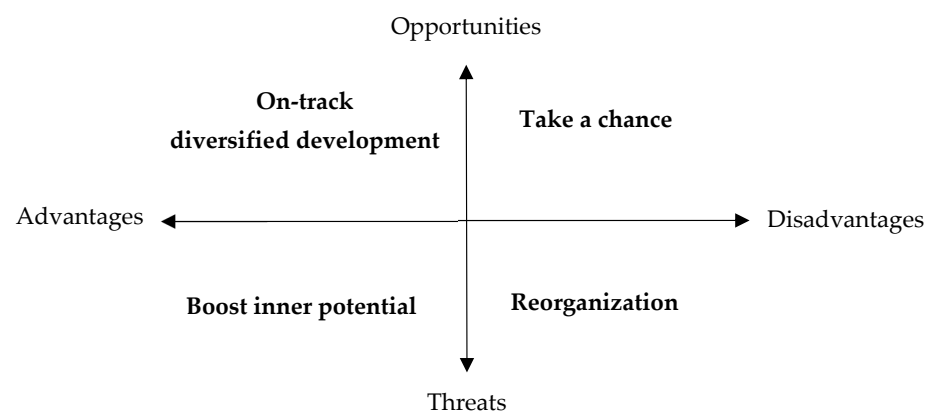 Opportunities
On-track
diversified development
Take a chance
Advantages
Disadvantages
Boost inner potential
Reorganization
Threats